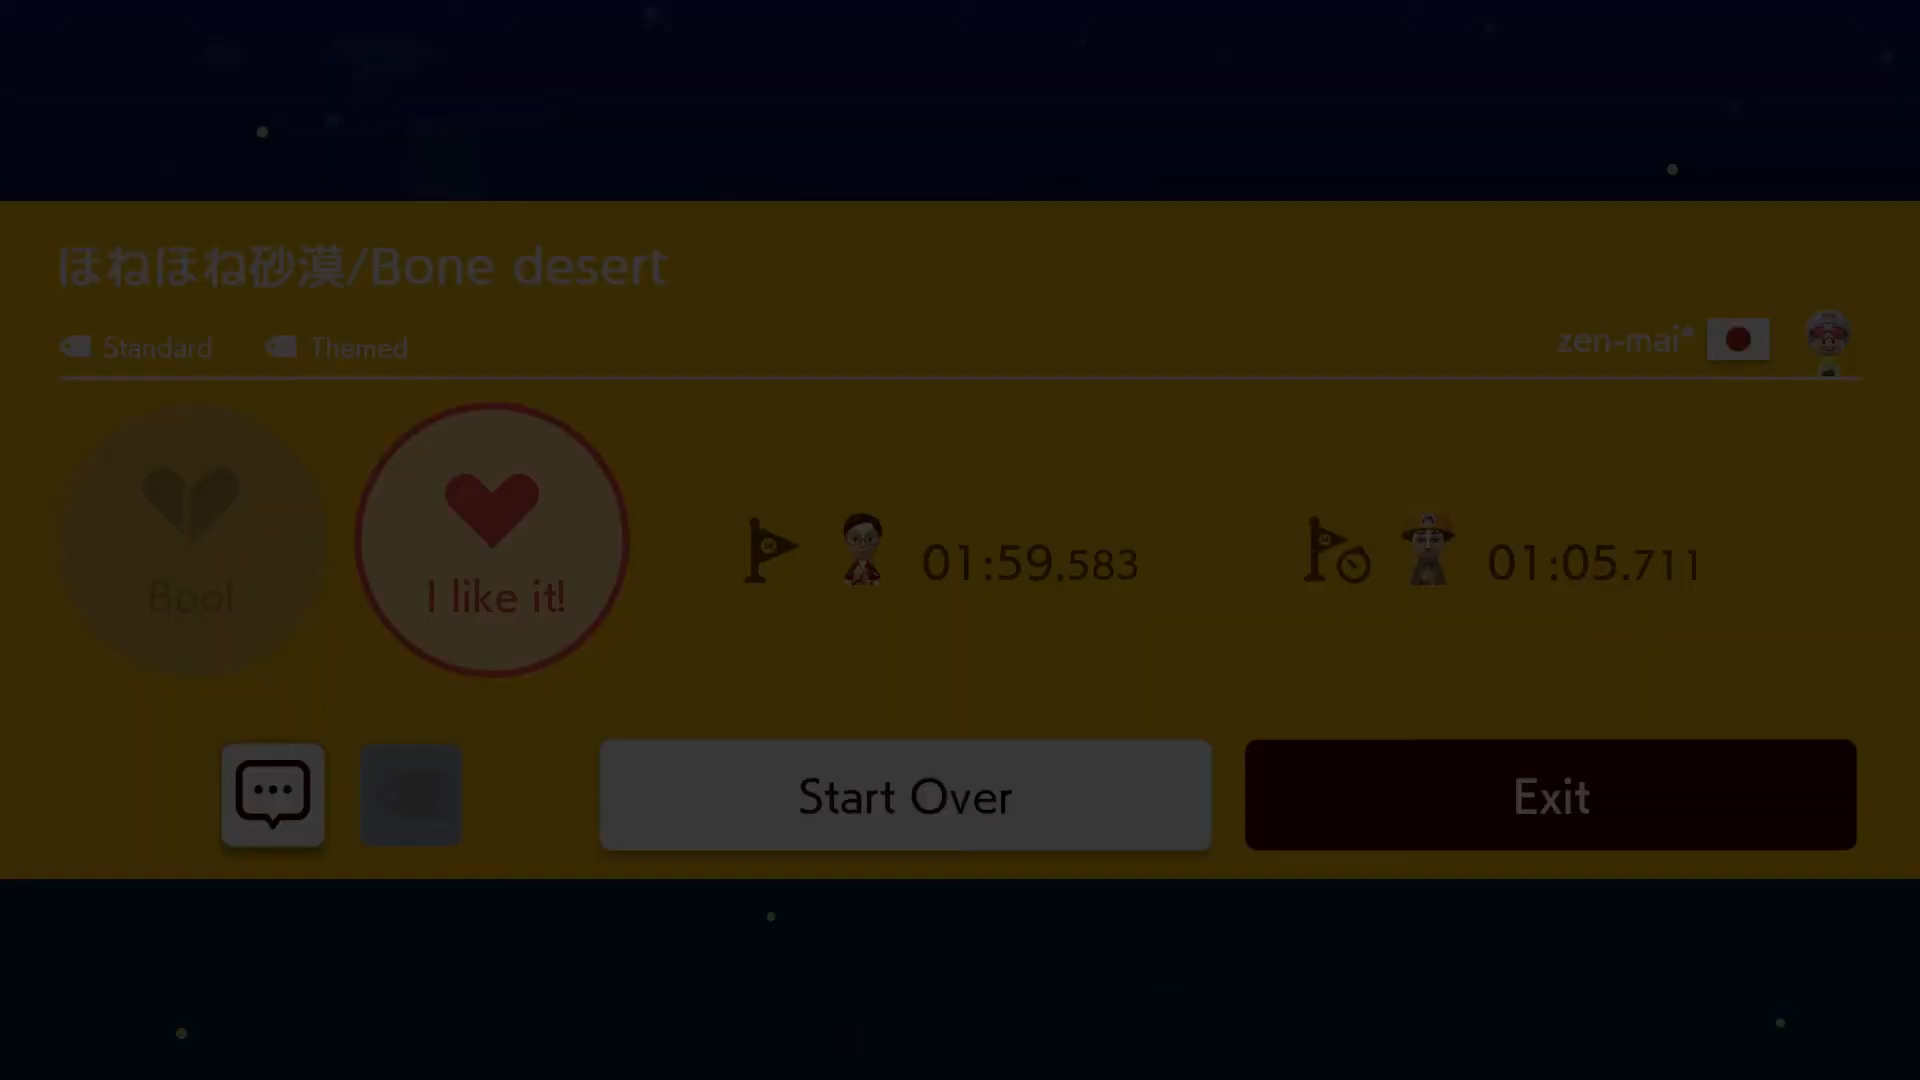 ほねほね砂漠/Bone desert
Standard Themed
zen-mai*
Boo!
I like it!
01:59.583
01:05.711
Start Over
Exit